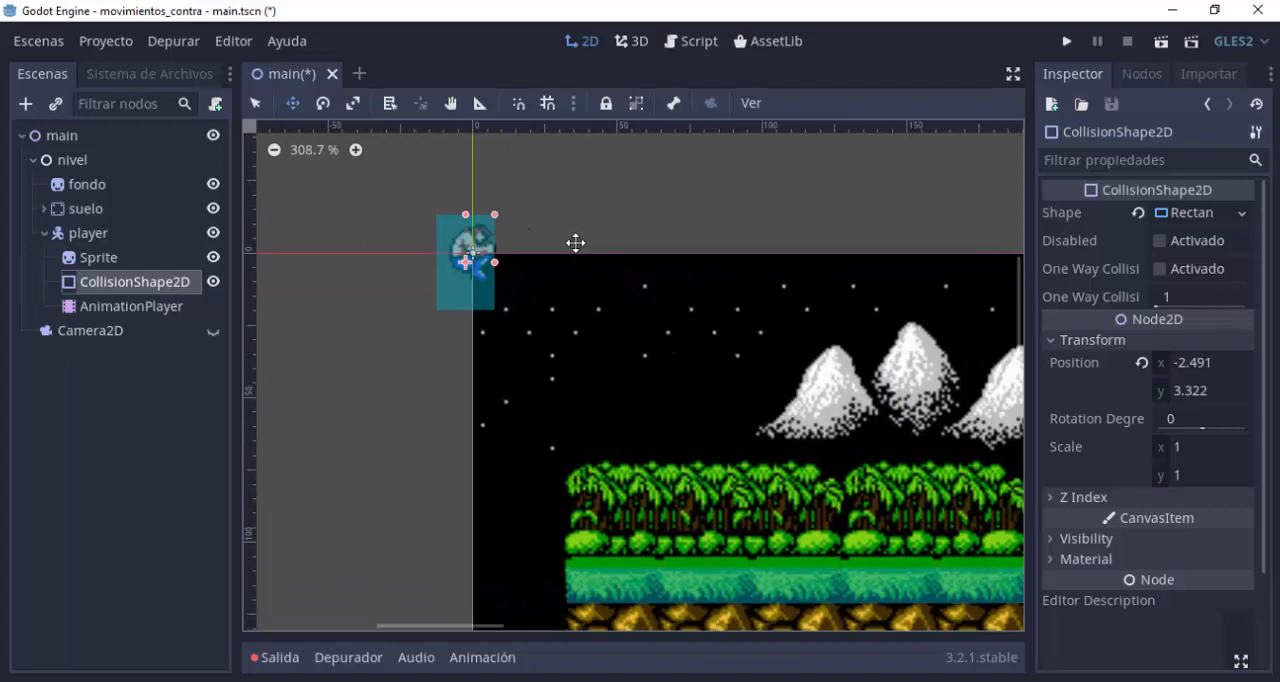 Godot Engine - movimientos_contra - main.tscn (*)
Escenas Proyecto Depurar Editor Ayuda 2D 3D Script AssetLib GLES2
Escenas Sistema de Archivos main(*) Inspector Nodos Importar
Filtrar nodos Ver
main
nivel
fondo
suelo
player
Sprite
CollisionShape2D
AnimationPlayer
Camera2D
-50 0 50 100 150
308.7 %
0
50
100
CollisionShape2D
Filtrar propiedades
CollisionShape2D
Shape Rectan
Disabled Activado
One Way Collisi Activado
One Way Collisi 1
Node2D
Transform
Position x -2.491
y 3.322
Rotation Degre 0
Scale x 1
y 1
Z Index
CanvasItem
Visibility
Material
Node
Editor Description
Salida Depurador Audio Animación 3.2.1.stable